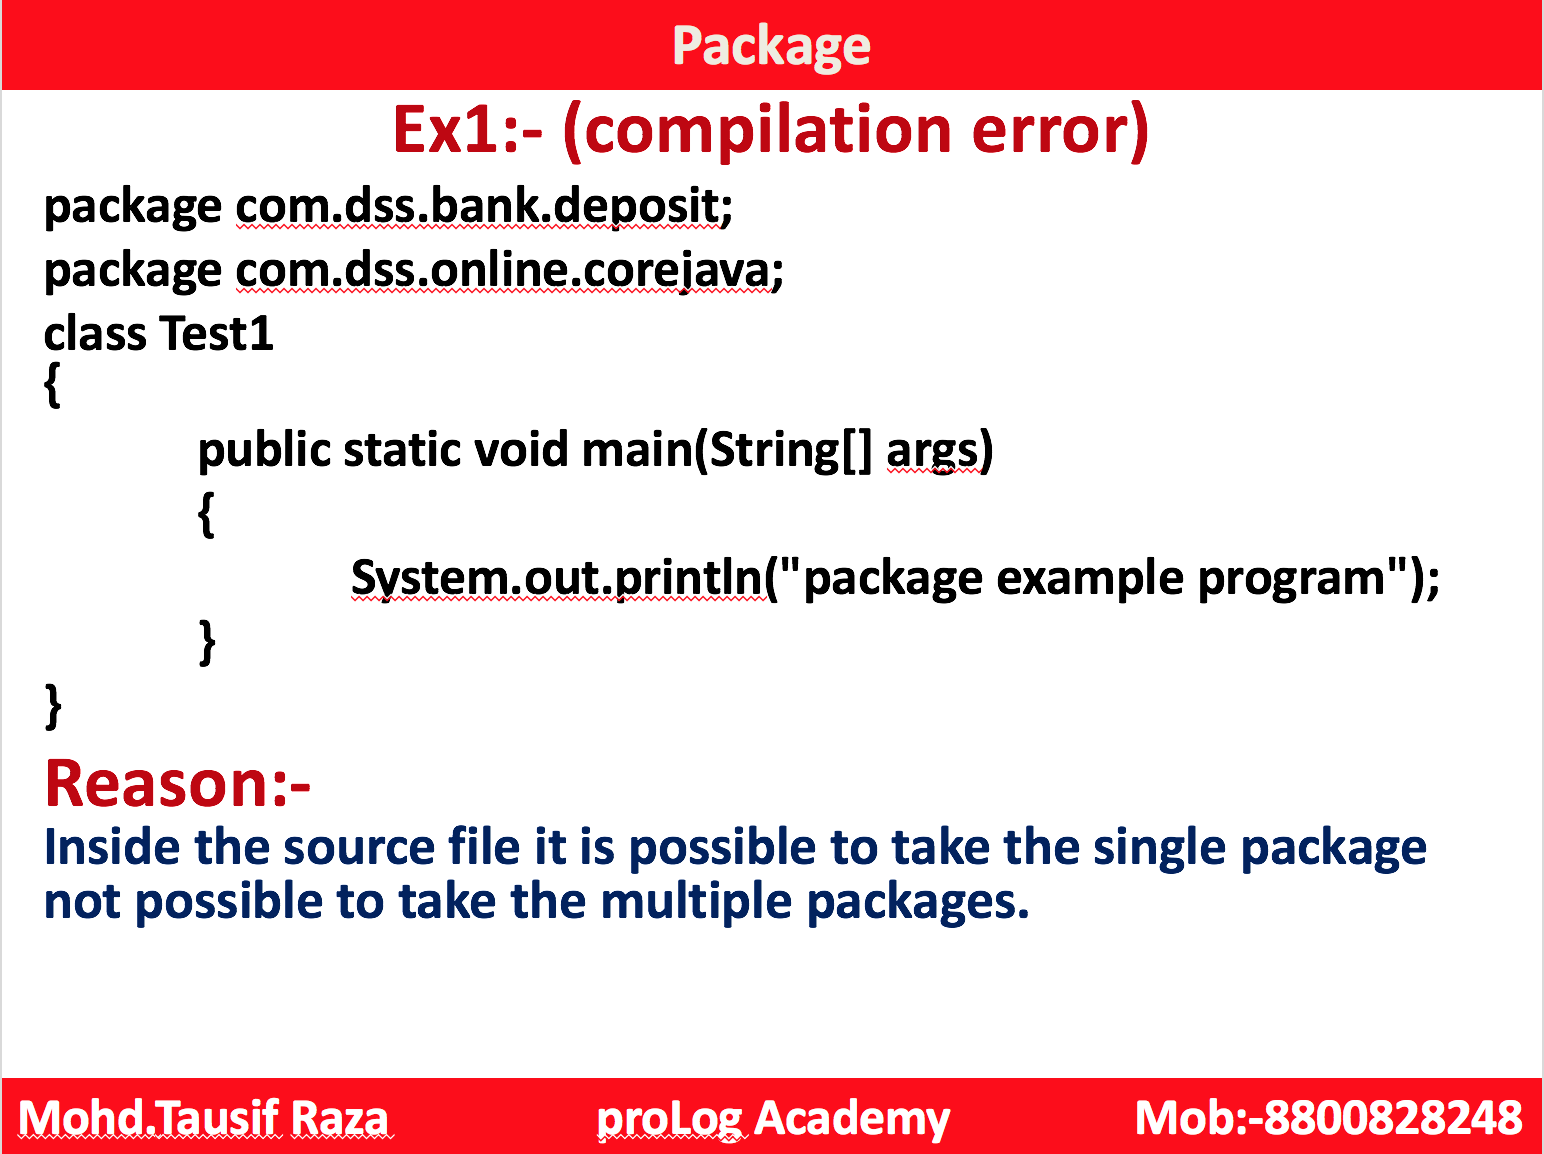 Package
Ex1:- (compilation error)
package com.dss.bank.deposit;
package com.dss.online.corejava;
class Test1
{
public static void main(String[] args)
{
System.out.println("package example program");
}
}
Reason:-
Inside the source file it is possible to take the single package
not possible to take the multiple packages.
Mohd.Tausif Raza proLog Academy Mob:-8800828248